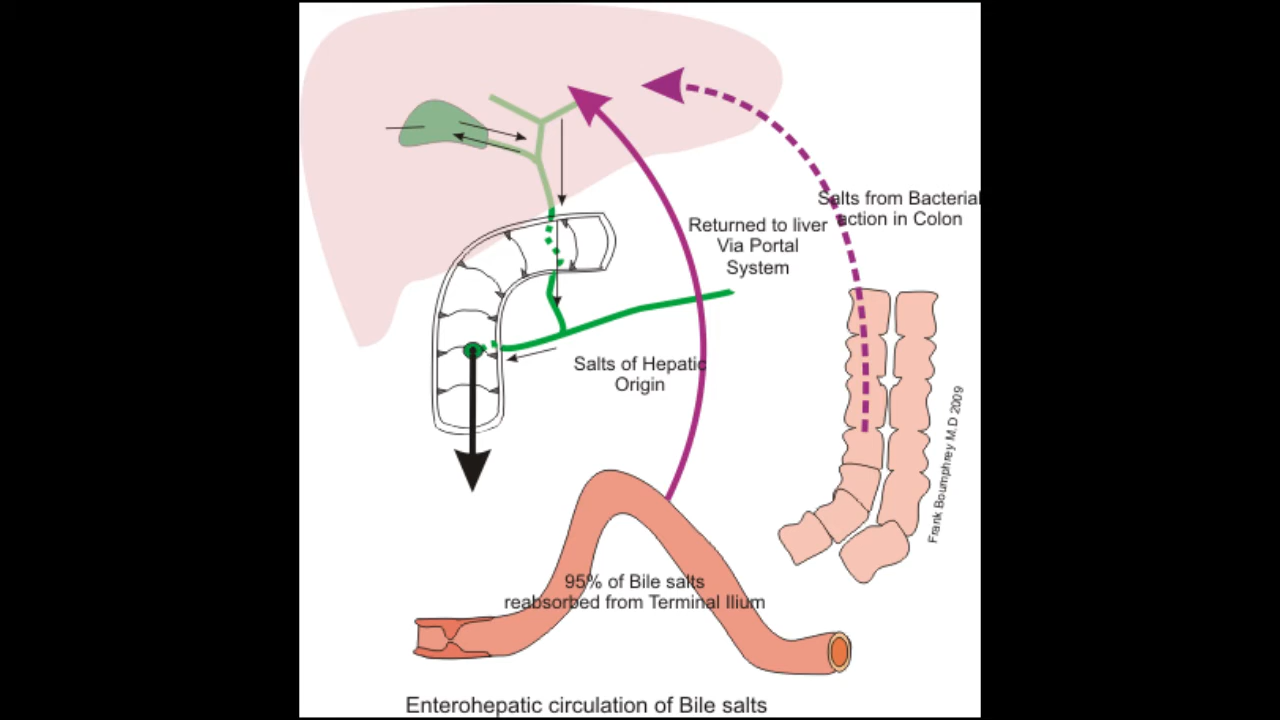 Salts from Bacterial
action in Colon
Returned to liver
Via Portal
System
Salts of Hepatic
Origin
Frank Boumphrey M.D 2009
95% of Bile salts
reabsorbed from Terminal Ilium
Enterohepatic circulation of Bile salts